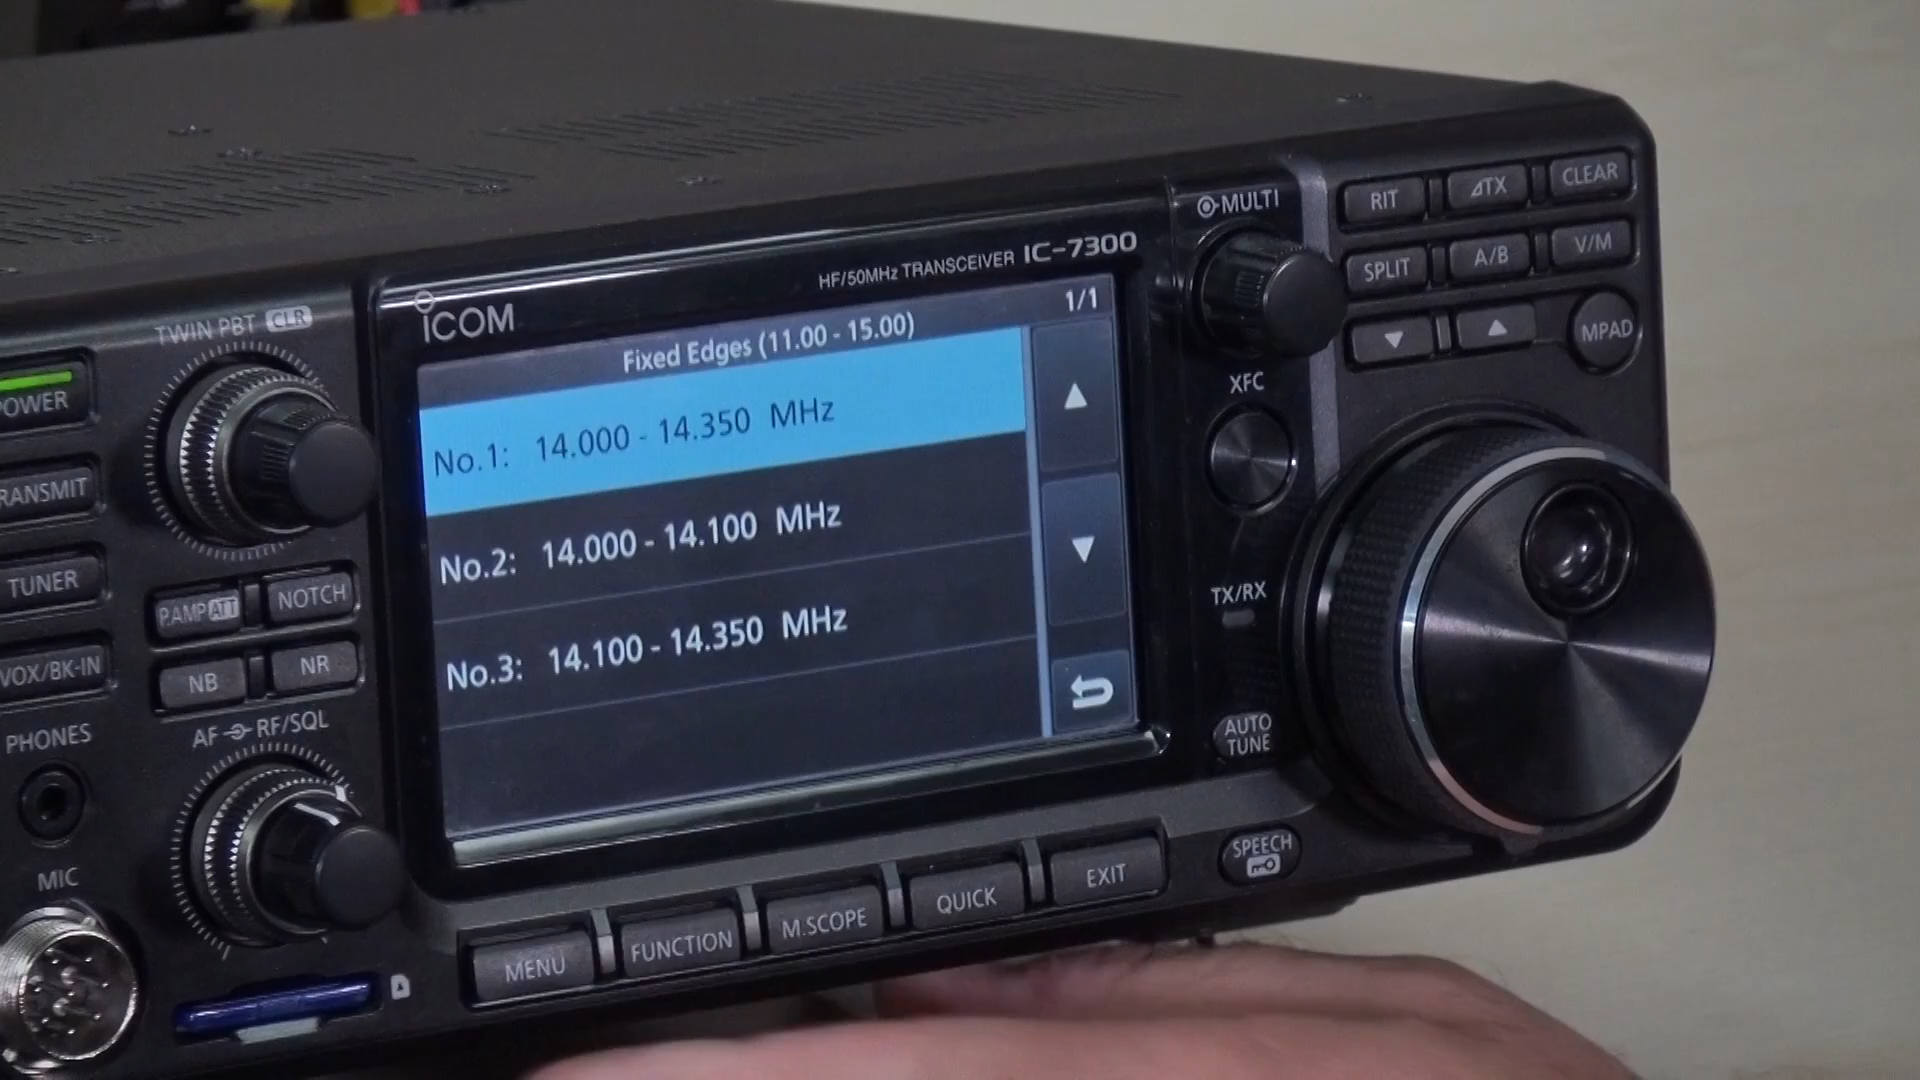 TWIN PBT CLR
POWER
TRANSMIT
TUNER
VOX/BK-IN
P.AMP ATT
NOTCH
NB
NR
PHONES
AF RF/SQL
MIC
ICOM
HF/50MHz TRANSCEIVER IC-7300
Fixed Edges (11.00 - 15.00)
1/1
No.1: 14.000 - 14.350 MHz
No.2: 14.000 - 14.100 MHz
No.3: 14.100 - 14.350 MHz
MENU
FUNCTION
M.SCOPE
QUICK
EXIT
MULTI
XFC
TX/RX
AUTO
TUNE
SPEECH
RIT
⊿TX
CLEAR
SPLIT
A/B
V/M
MPAD